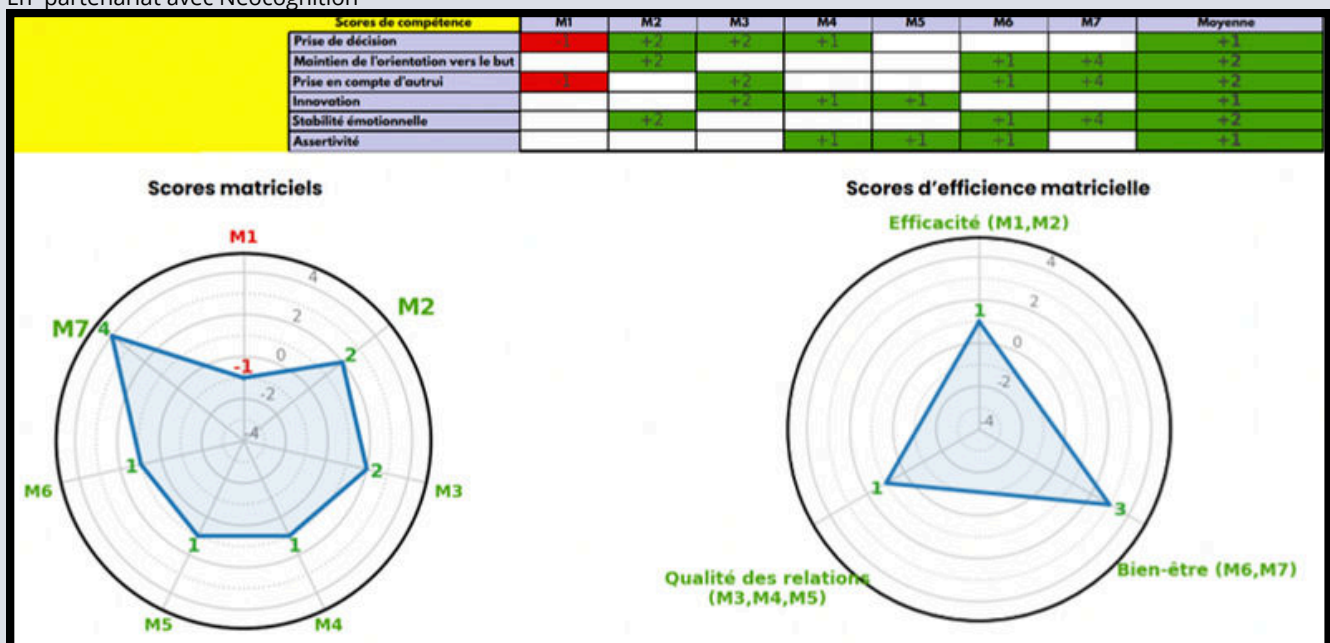 En partenariat avec Neocognition
Scores de compétence M1 M2 M3 M4 M5 M6 M7 Moyenne
Prise de décision -1 +2 +2 +1 +1
Maintien de l'orientation vers le but +2 +1 +4 +2
Prise en compte d'autrui -1 +2 +1 +4 +2
Innovation +2 +1 +1 +1
Stabilité émotionnelle +2 +1 +4 +2
Assertivité +1 +1 +1 +1
Scores matriciels
M1
4
M2
M7 4
2
0
2
-1
-2
-4
1
2
M6
M3
1
1
M5
M4
Scores d'efficience matricielle
Efficacité (M1,M2)
4
2
1
0
-2
-4
1
3
Bien-être (M6,M7)
Qualité des relations
(M3,M4,M5)